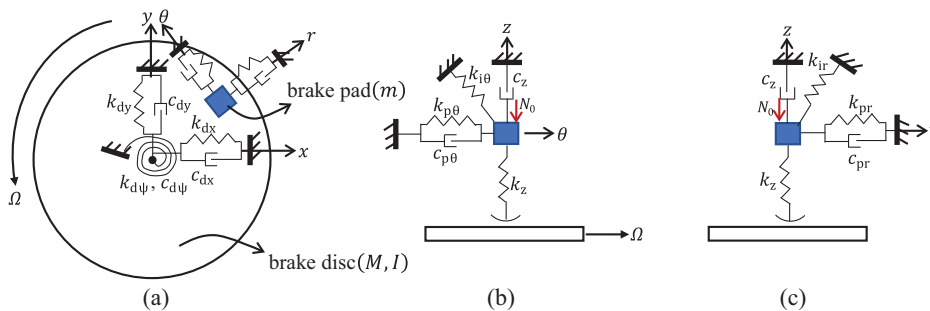 y
θ
r
brake pad(m)
k_dy
c_dy
k_dx
x
c_dx
k_dψ, c_dψ
Ω
brake disc(M, I)
(a)
z
k_iθ
c_z
N_0
k_pθ
θ
c_pθ
k_z
Ω
(b)
z
c_z
k_ir
N_0
k_pr
c_pr
k_z
(c)